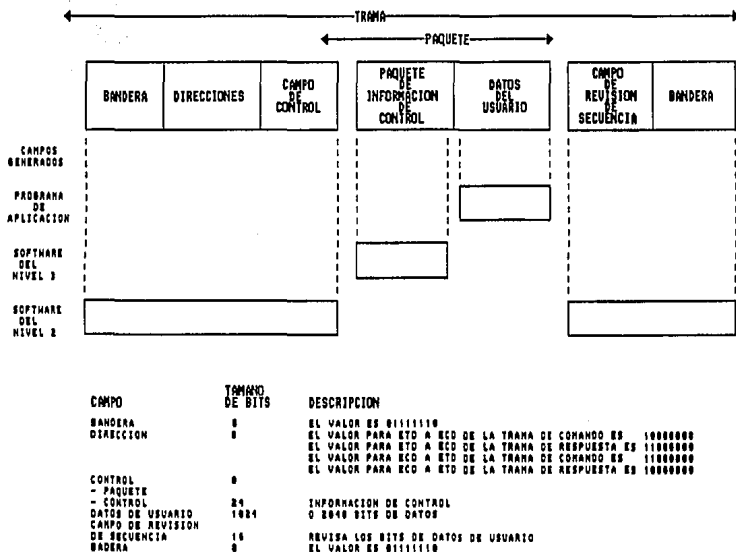 TRAMA
PAQUETE
BANDERA
DIRECCIONES
CAMPO
DE
CONTROL
PAQUETE
DE
INFORMACION
DE
CONTROL
DATOS
DEL
USUARIO
CAMPO
DE
REVISION
DE
SECUENCIA
BANDERA
CAMPOS
GENERADOS
PROGRAMA
DE
APLICACION
SOFTWARE
DEL
NIVEL 3
SOFTWARE
DEL
NIVEL 2
CAMPO TAMANO DE BITS DESCRIPCION
BANDERA 8 EL VALOR ES 01111110
DIRECCION 8 EL VALOR PARA ETD A ECD DE LA TRAMA DE COMANDO ES 10000000
EL VALOR PARA ETD A ECD DE LA TRAMA DE RESPUESTA ES 11000000
EL VALOR PARA ECD A ETD DE LA TRAMA DE COMANDO ES 11000000
EL VALOR PARA ECD A ETD DE LA TRAMA DE RESPUESTA ES 10000000
CONTROL 8
- PAQUETE
- CONTROL 24 INFORMACION DE CONTROL
DATOS DE USUARIO 1024 O 2048 BITS DE DATOS
CAMPO DE REVISION
DE SECUENCIA 16 REVISA LOS BITS DE DATOS DE USUARIO
BADERA 8 EL VALOR ES 01111110